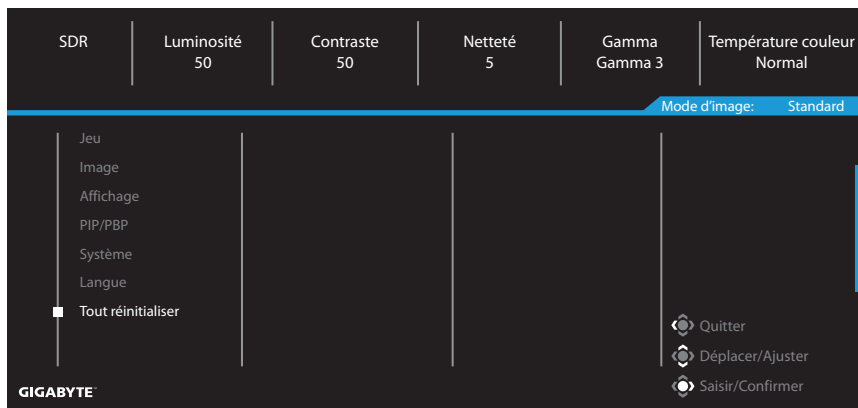 SDR
Luminosité
50
Contraste
50
Netteté
5
Gamma
Gamma 3
Température couleur
Normal
Mode d'image: Standard
Jeu
Image
Affichage
PIP/PBP
Système
Langue
Tout réinitialiser
Quitter
Déplacer/Ajuster
Saisir/Confirmer
GIGABYTE™